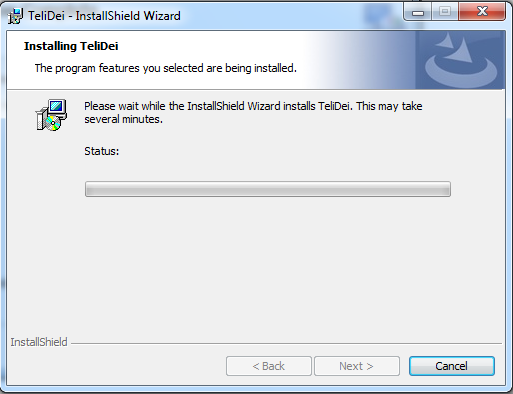 TeliDei - InstallShield Wizard
Installing TeliDei
The program features you selected are being installed.
Please wait while the InstallShield Wizard installs TeliDei. This may take
several minutes.
Status:
InstallShield
< Back
Next >
Cancel